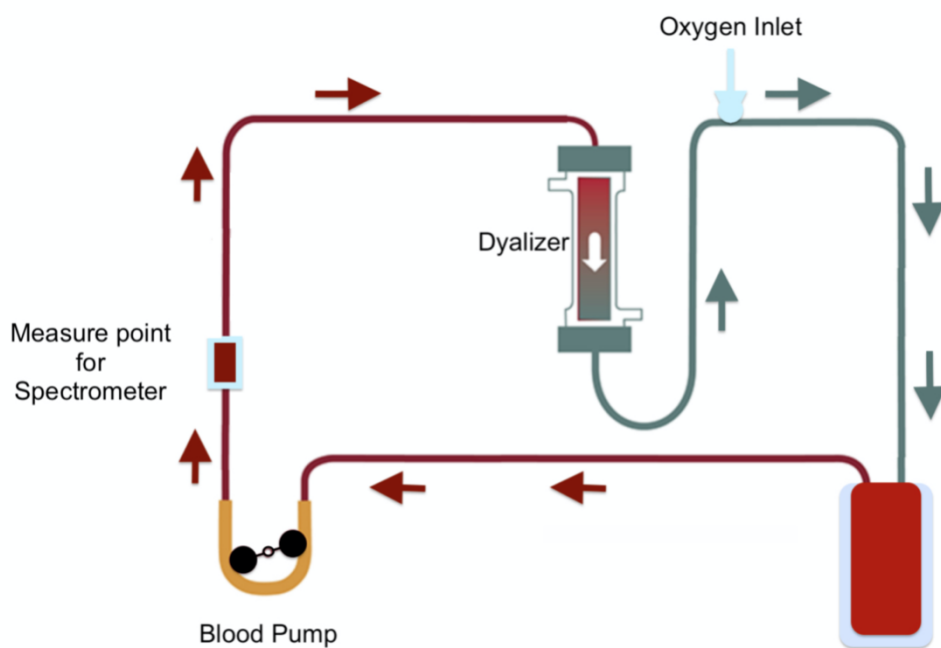 Oxygen Inlet
Dyalizer
Measure point
for
Spectrometer
Blood Pump